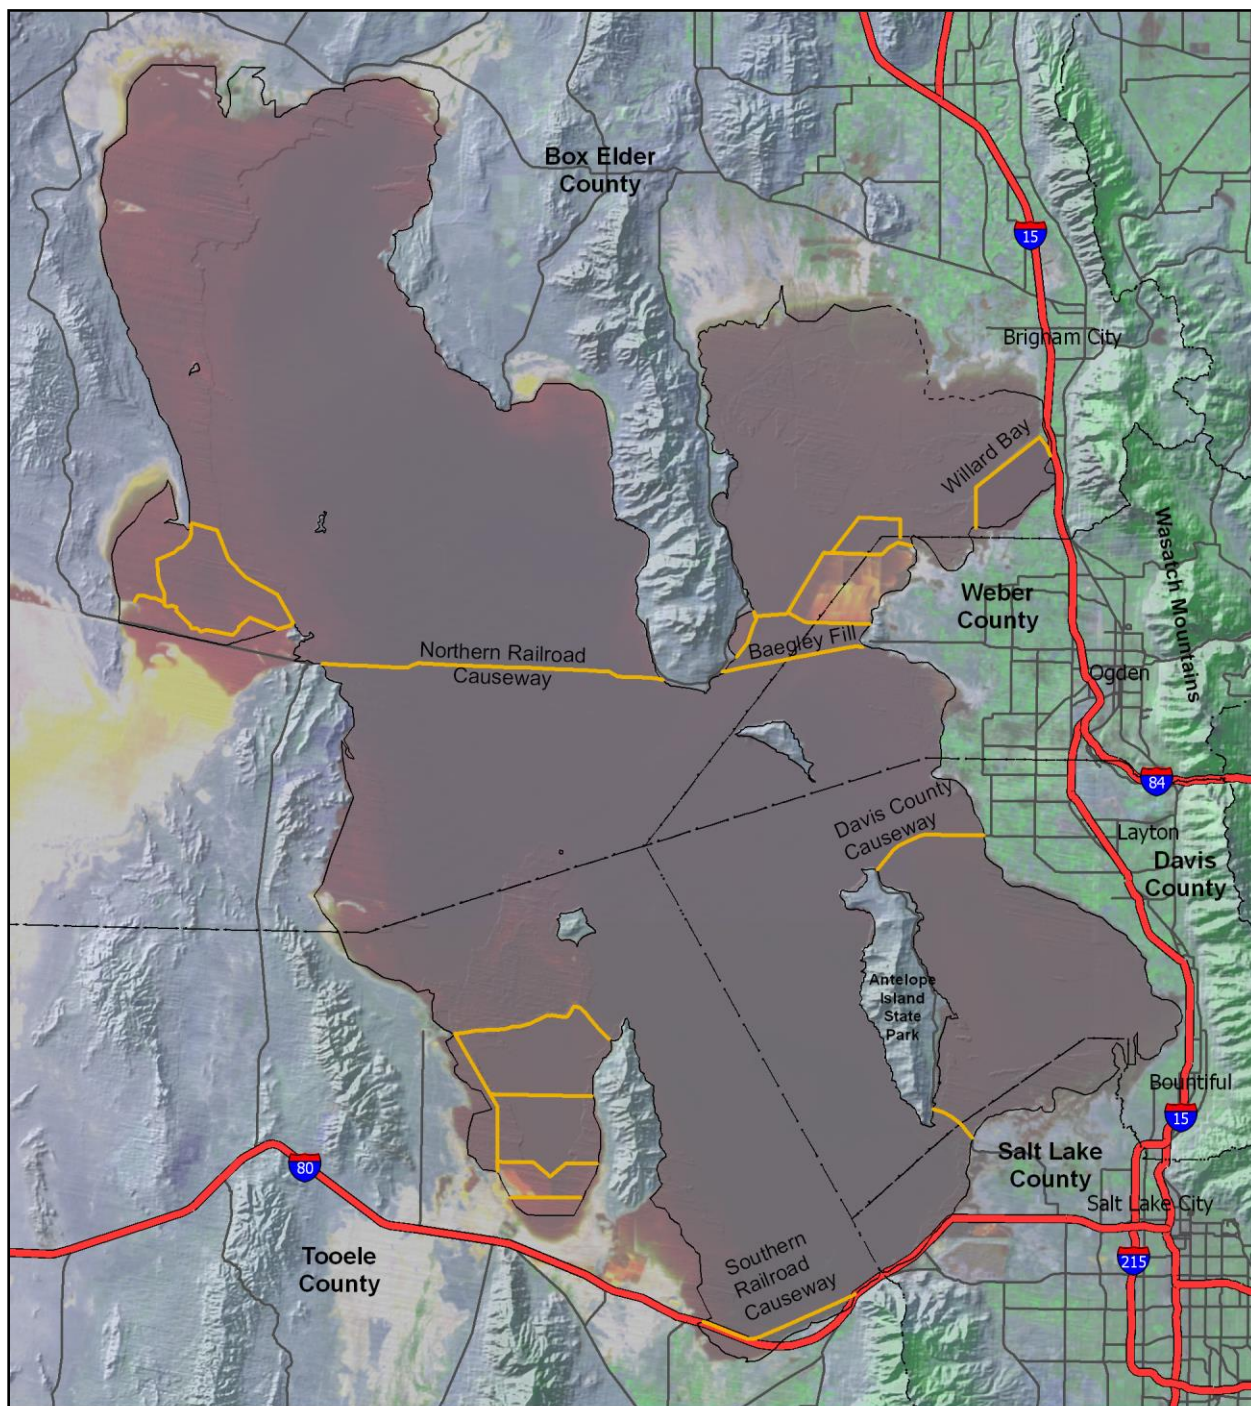 Box Elder
County
15
Brigham City
Willard Bay
Wasatch Mountains
Weber
County
Baegley Fill
Northern Railroad
Causeway
Ogden
84
Davis County
Causeway
Layton
Davis
County
Antelope
Island
State
Park
Bountiful
15
Salt Lake
County
80
Salt Lake City
Tooele
County
Southern
Railroad
Causeway
215